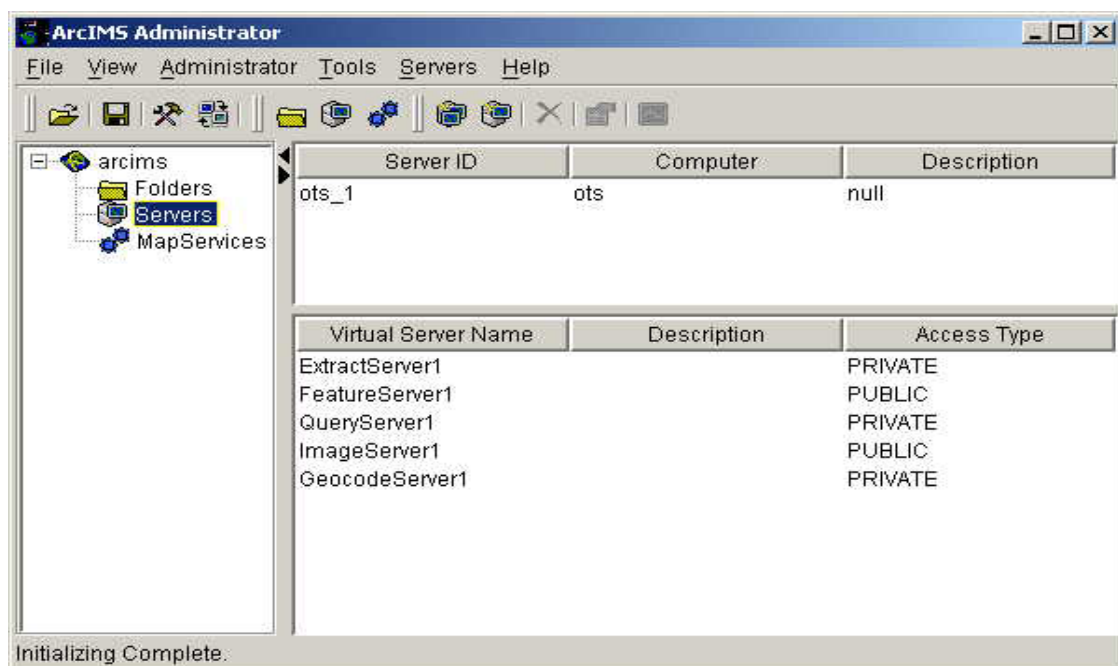 ArcIMS Administrator
File View Administrator Tools Servers Help
arcims
Folders
Servers
MapServices
Server ID Computer Description
ots_1 ots null
Virtual Server Name Description Access Type
ExtractServer1 PRIVATE
FeatureServer1 PUBLIC
QueryServer1 PRIVATE
ImageServer1 PUBLIC
GeocodeServer1 PRIVATE
Initializing Complete.